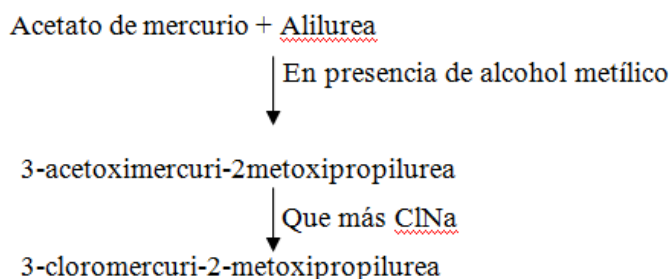 Acetato de mercurio + Alilurea
En presencia de alcohol metílico
3-acetoximercuri-2metoxipropilurea
Que más ClNa
3-cloromercuri-2-metoxipropilurea